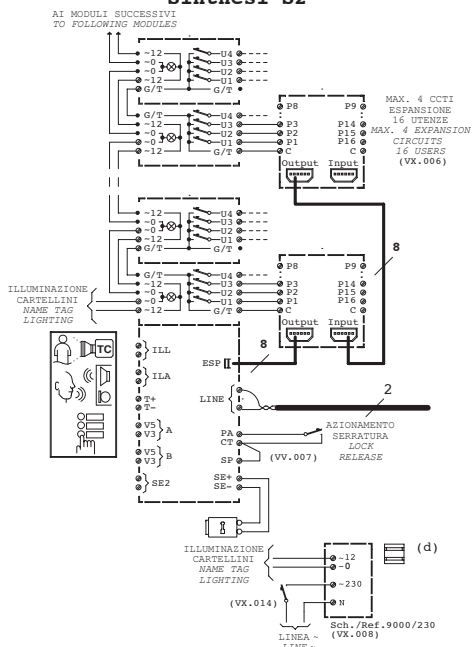 Sinthesi S2
AI MODULI SUCCESSIVI
TO FOLLOWING MODULES
~12
~0
~0
~12
G/T
U4
U3
U2
U1
G/T
G/T
~12
~0
~0
~12
U4
U3
U2
U1
G/T
P8
P3
P2
P1
C
Output
P9
P14
P15
P16
C
Input
MAX. 4 CCTI
ESPANSIONE
16 UTENZE
MAX. 4 EXPANSION
CIRCUITS
16 USERS
(VX.006)
~12
~0
~0
~12
G/T
U4
U3
U2
U1
G/T
8
G/T
~12
~0
~0
~12
U4
U3
U2
U1
G/T
P8
P3
P2
P1
C
Output
P9
P14
P15
P16
C
Input
ILLUMINAZIONE
CARTELLINI
NAME TAG
LIGHTING
TC
ILL
ILA
T+
T-
V5
V3
A
V5
V3
B
SE2
ESP
8
LINE
2
PA
CT
SP
SE+
SE-
(VV.007)
AZIONAMENTO
SERRATURA
LOCK
RELEASE
ILLUMINAZIONE
CARTELLINI
NAME TAG
LIGHTING
~12
~0
~230
N
(d)
(VX.014)
Sch./Ref.9000/230
(VX.008)
LINEA ~
LINE ~